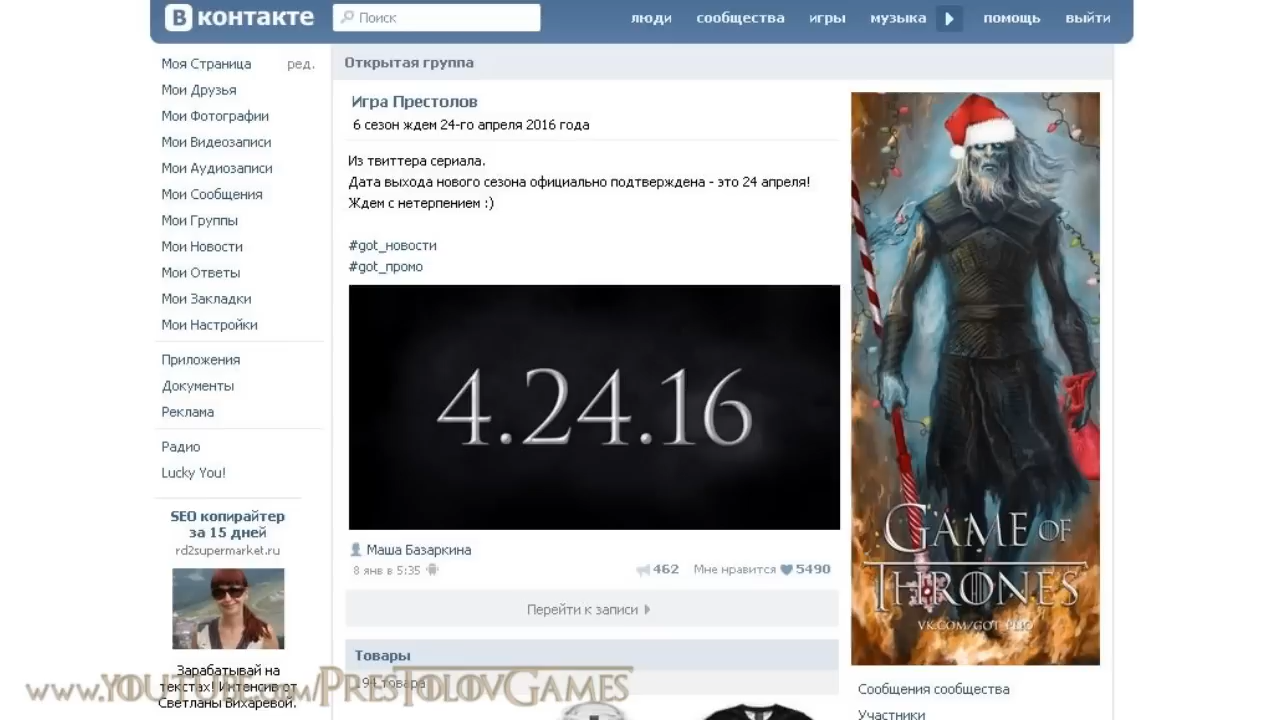 В контакте
Поиск
люди сообщества игры музыка помощь выйти
Моя Страница ред.
Мои Друзья
Мои Фотографии
Мои Видеозаписи
Мои Аудиозаписи
Мои Сообщения
Мои Группы
Мои Новости
Мои Ответы
Мои Закладки
Мои Настройки
Приложения
Документы
Реклама
Радио
Lucky You!
SEO копирайтер
за 15 дней
rd2supermarket.ru
Зарабатывай на
текстах! Интенсив от
Светланы Вихаревой.
Открытая группа
Игра Престолов
6 сезон ждем 24-го апреля 2016 года
Из твиттера сериала.
Дата выхода нового сезона официально подтверждена - это 24 апреля!
Ждем с нетерпением :)
#got_новости
#got_промо
4.24.16
Маша Базаркина
8 янв в 5:35
462 Мне нравится 5490
Перейти к записи
Товары
194 товара
GAME OF
THRONES
VK.COM/GOT_PLIO
Сообщения сообщества
Участники
www.YouTube.com/PrestolovGames